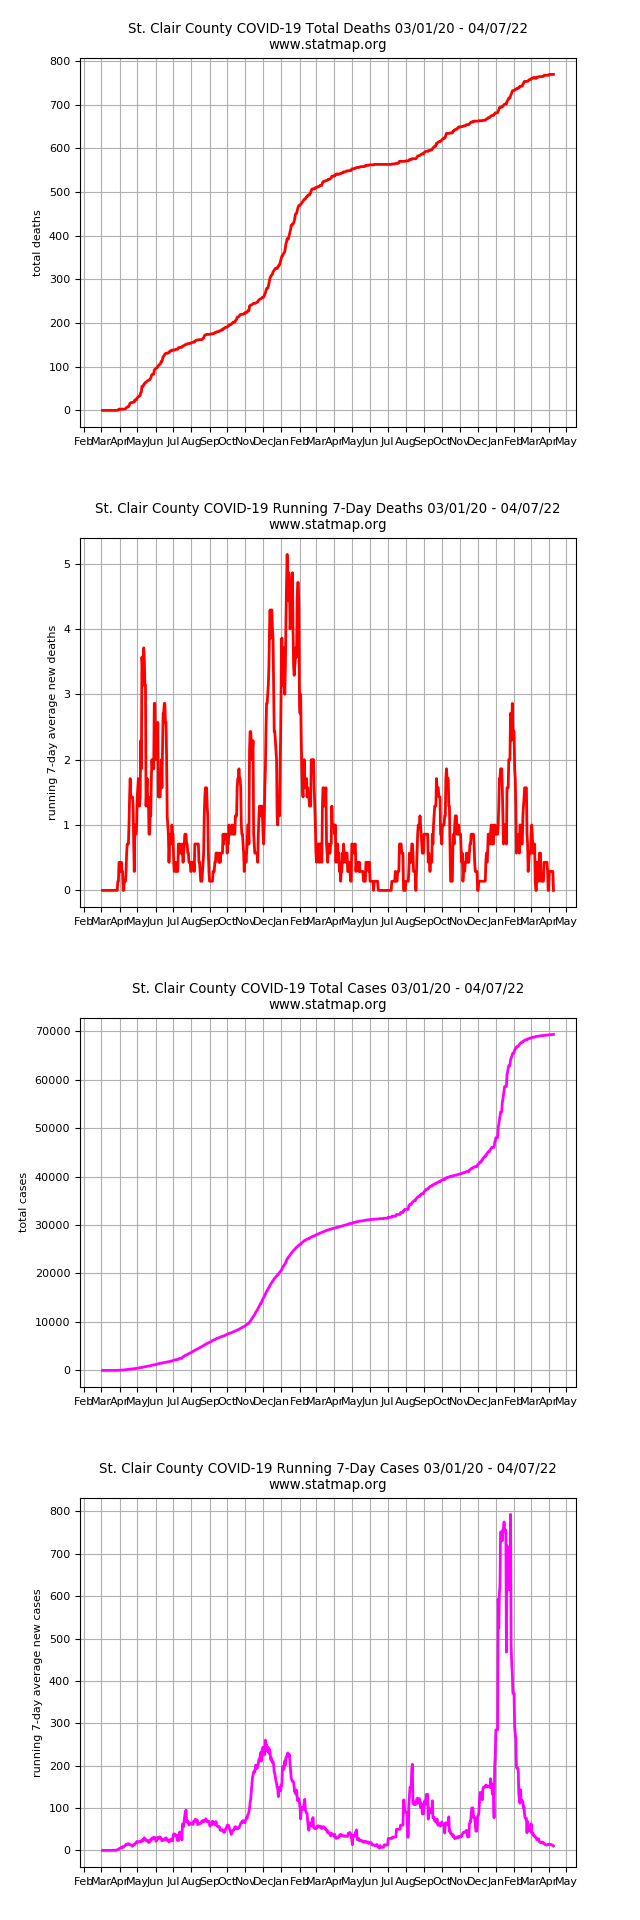 St. Clair County COVID-19 Total Deaths 03/01/20 - 04/07/22
www.statmap.org
800
700
600
500
400
300
200
100
0
total deaths
Feb Mar Apr May Jun Jul Aug Sep Oct Nov Dec Jan Feb Mar Apr May Jun Jul Aug Sep Oct Nov Dec Jan Feb Mar Apr May
St. Clair County COVID-19 Running 7-Day Deaths 03/01/20 - 04/07/22
www.statmap.org
5
4
3
2
1
0
running 7-day average new deaths
Feb Mar Apr May Jun Jul Aug Sep Oct Nov Dec Jan Feb Mar Apr May Jun Jul Aug Sep Oct Nov Dec Jan Feb Mar Apr May
St. Clair County COVID-19 Total Cases 03/01/20 - 04/07/22
www.statmap.org
70000
60000
50000
40000
30000
20000
10000
0
total cases
Feb Mar Apr May Jun Jul Aug Sep Oct Nov Dec Jan Feb Mar Apr May Jun Jul Aug Sep Oct Nov Dec Jan Feb Mar Apr May
St. Clair County COVID-19 Running 7-Day Cases 03/01/20 - 04/07/22
www.statmap.org
800
700
600
500
400
300
200
100
0
running 7-day average new cases
Feb Mar Apr May Jun Jul Aug Sep Oct Nov Dec Jan Feb Mar Apr May Jun Jul Aug Sep Oct Nov Dec Jan Feb Mar Apr May